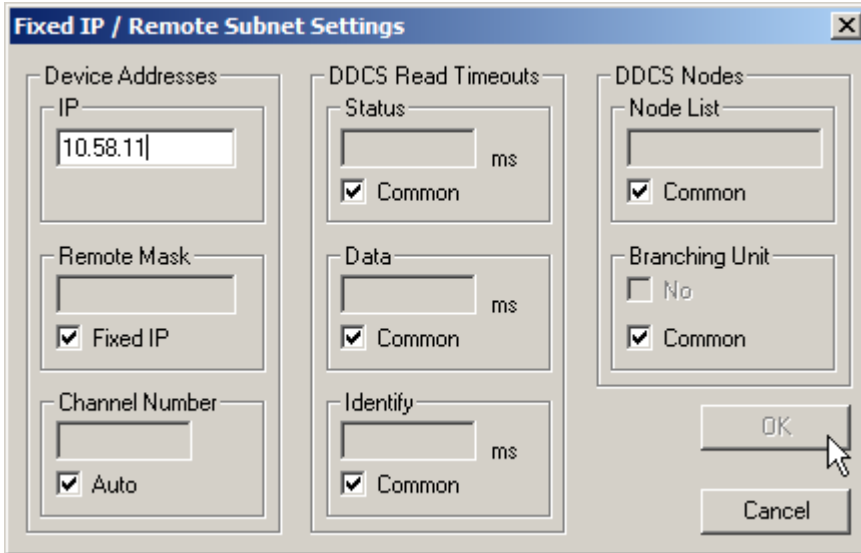 Fixed IP / Remote Subnet Settings
Device Addresses
IP
10.58.11
Remote Mask
Fixed IP
Channel Number
Auto
DDCS Read Timeouts
Status
ms
Common
Data
ms
Common
Identify
ms
Common
DDCS Nodes
Node List
Common
Branching Unit
No
Common
OK
Cancel